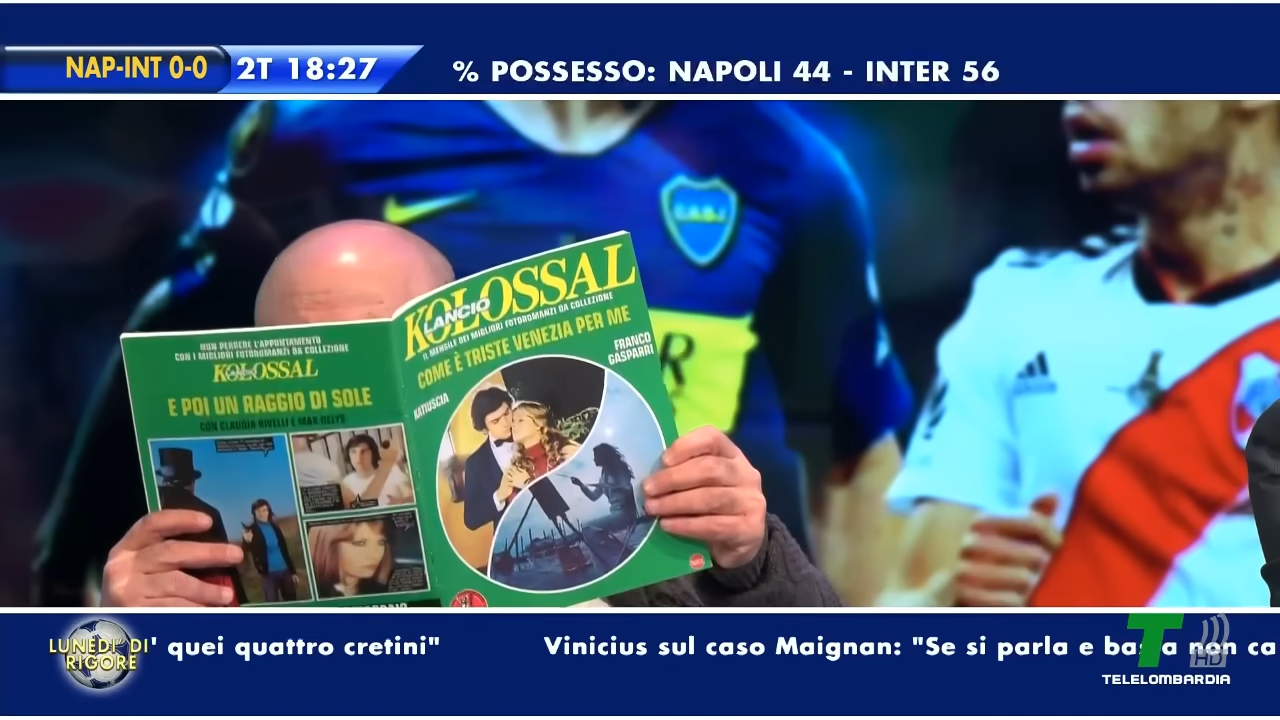 NAP-INT 0-0
2T 18:27
% POSSESSO: NAPOLI 44 - INTER 56
C.A.B.J.
NON PERDERE L'APPUNTAMENTO
CON I MIGLIORI FOTOROMANZI DA COLLEZIONE
KOLOSSAL
E POI UN RAGGIO DI SOLE
CON CLAUDIA RIVELLI E MAX DELYS
KOLOSSAL
LANCIO
IL MENSILE DEI MIGLIORI FOTOROMANZI DA COLLEZIONE
COME È TRISTE VENEZIA PER ME
FRANCO
GASPARRI
KATIUSCIA
R
adidas
LUNEDI' DI
RIGORE
' quei quattro cretini"
Vinicius sul caso Maignan: "Se si parla e basta non ca
T HD
TELELOMBARDIA